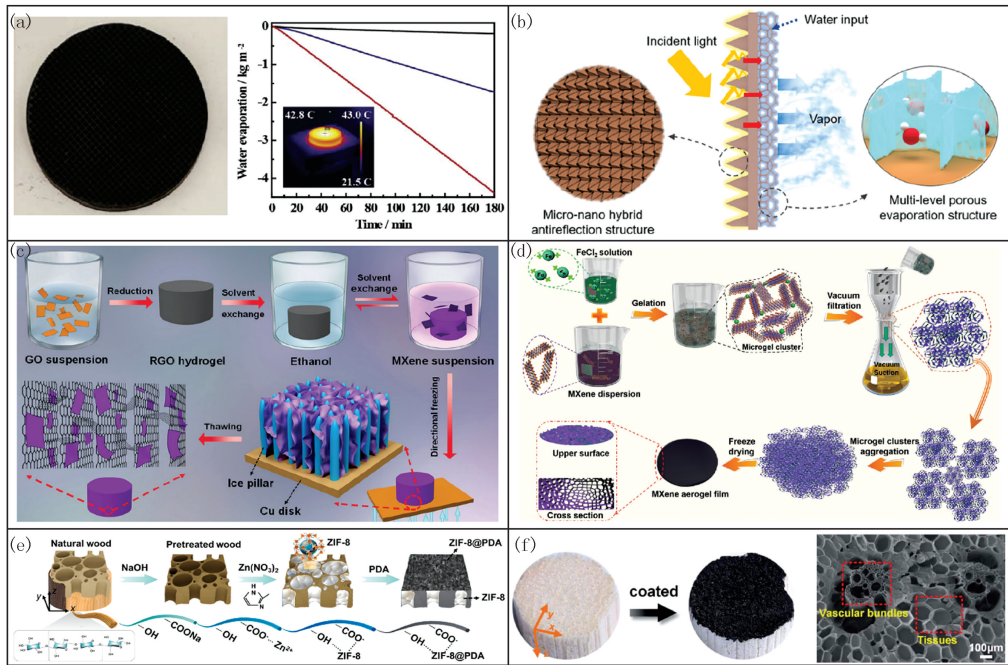 (a)
Water evaporation / kg m⁻²
0
-1
-2
-3
-4
42.8 C
43.0 C
21.5 C
0 20 40 60 80 100 120 140 160 180
Time / min
(b)
Water input
Incident light
Vapor
Micro-nano hybrid
antireflection structure
Multi-level porous
evaporation structure
(c)
Reduction
Solvent
exchange
Solvent
exchange
GO suspension
RGO hydrogel
Ethanol
MXene suspension
Directional freezing
Thawing
Ice pillar
Cu disk
(d)
FeCl₂ solution
Gelation
Vacuum
filtration
Microgel cluster
Vacuum
Suction
MXene dispersion
Upper surface
Freeze
drying
Microgel clusters
aggregation
Cross section
MXene aerogel film
(e)
Natural wood
Pretreated wood
ZIF-8
ZIF-8@PDA
NaOH
Zn(NO₃)₂
PDA
ZIF-8
z
y
x
–OH
–COONa
–OH
–COO⁻
Zn²⁺
–OH
–COO⁻
ZIF-8
–OH
–COO⁻
ZIF-8@PDA
(f)
coated
z
y
x
Vascular bundles
Tissues
100μm